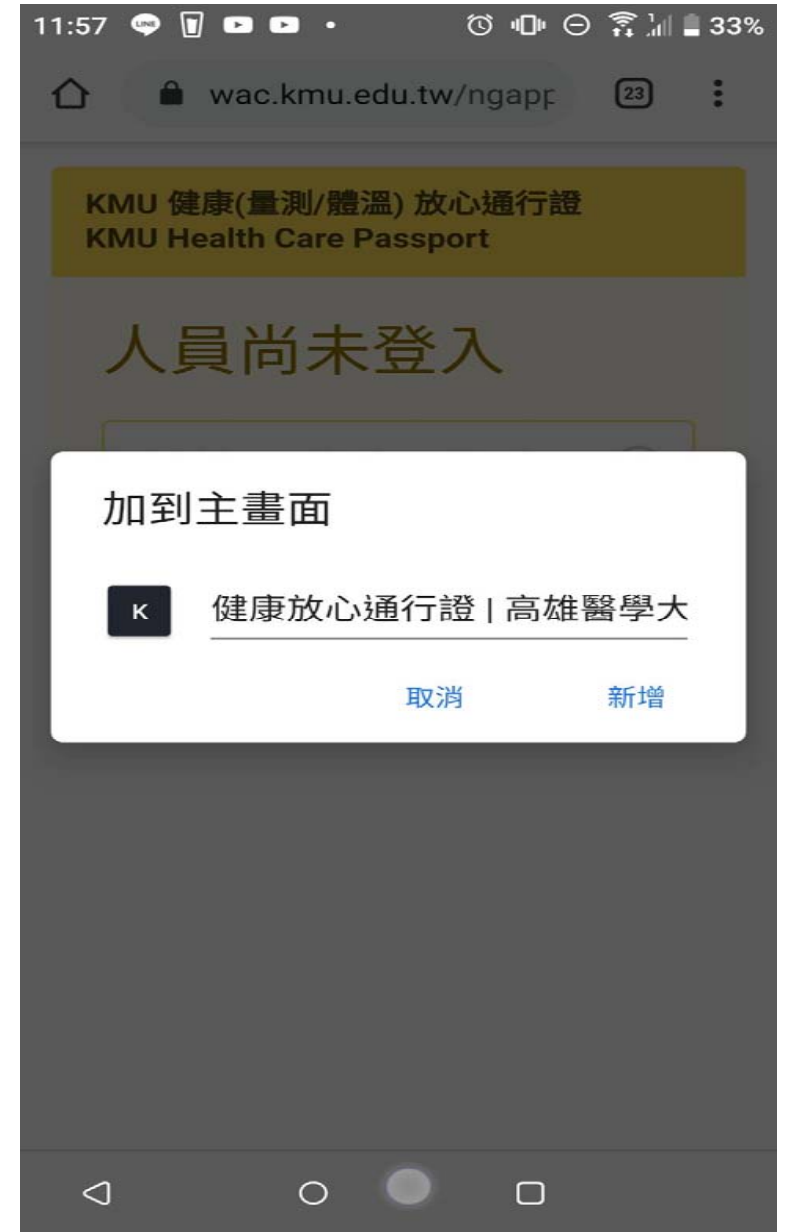 11:57 LINE 33%
wac.kmu.edu.tw/ngapp 23
KMU 健康(量測/體溫) 放心通行證
KMU Health Care Passport
人員尚未登入
加到主畫面
K 健康放心通行證 | 高雄醫學大
取消 新增